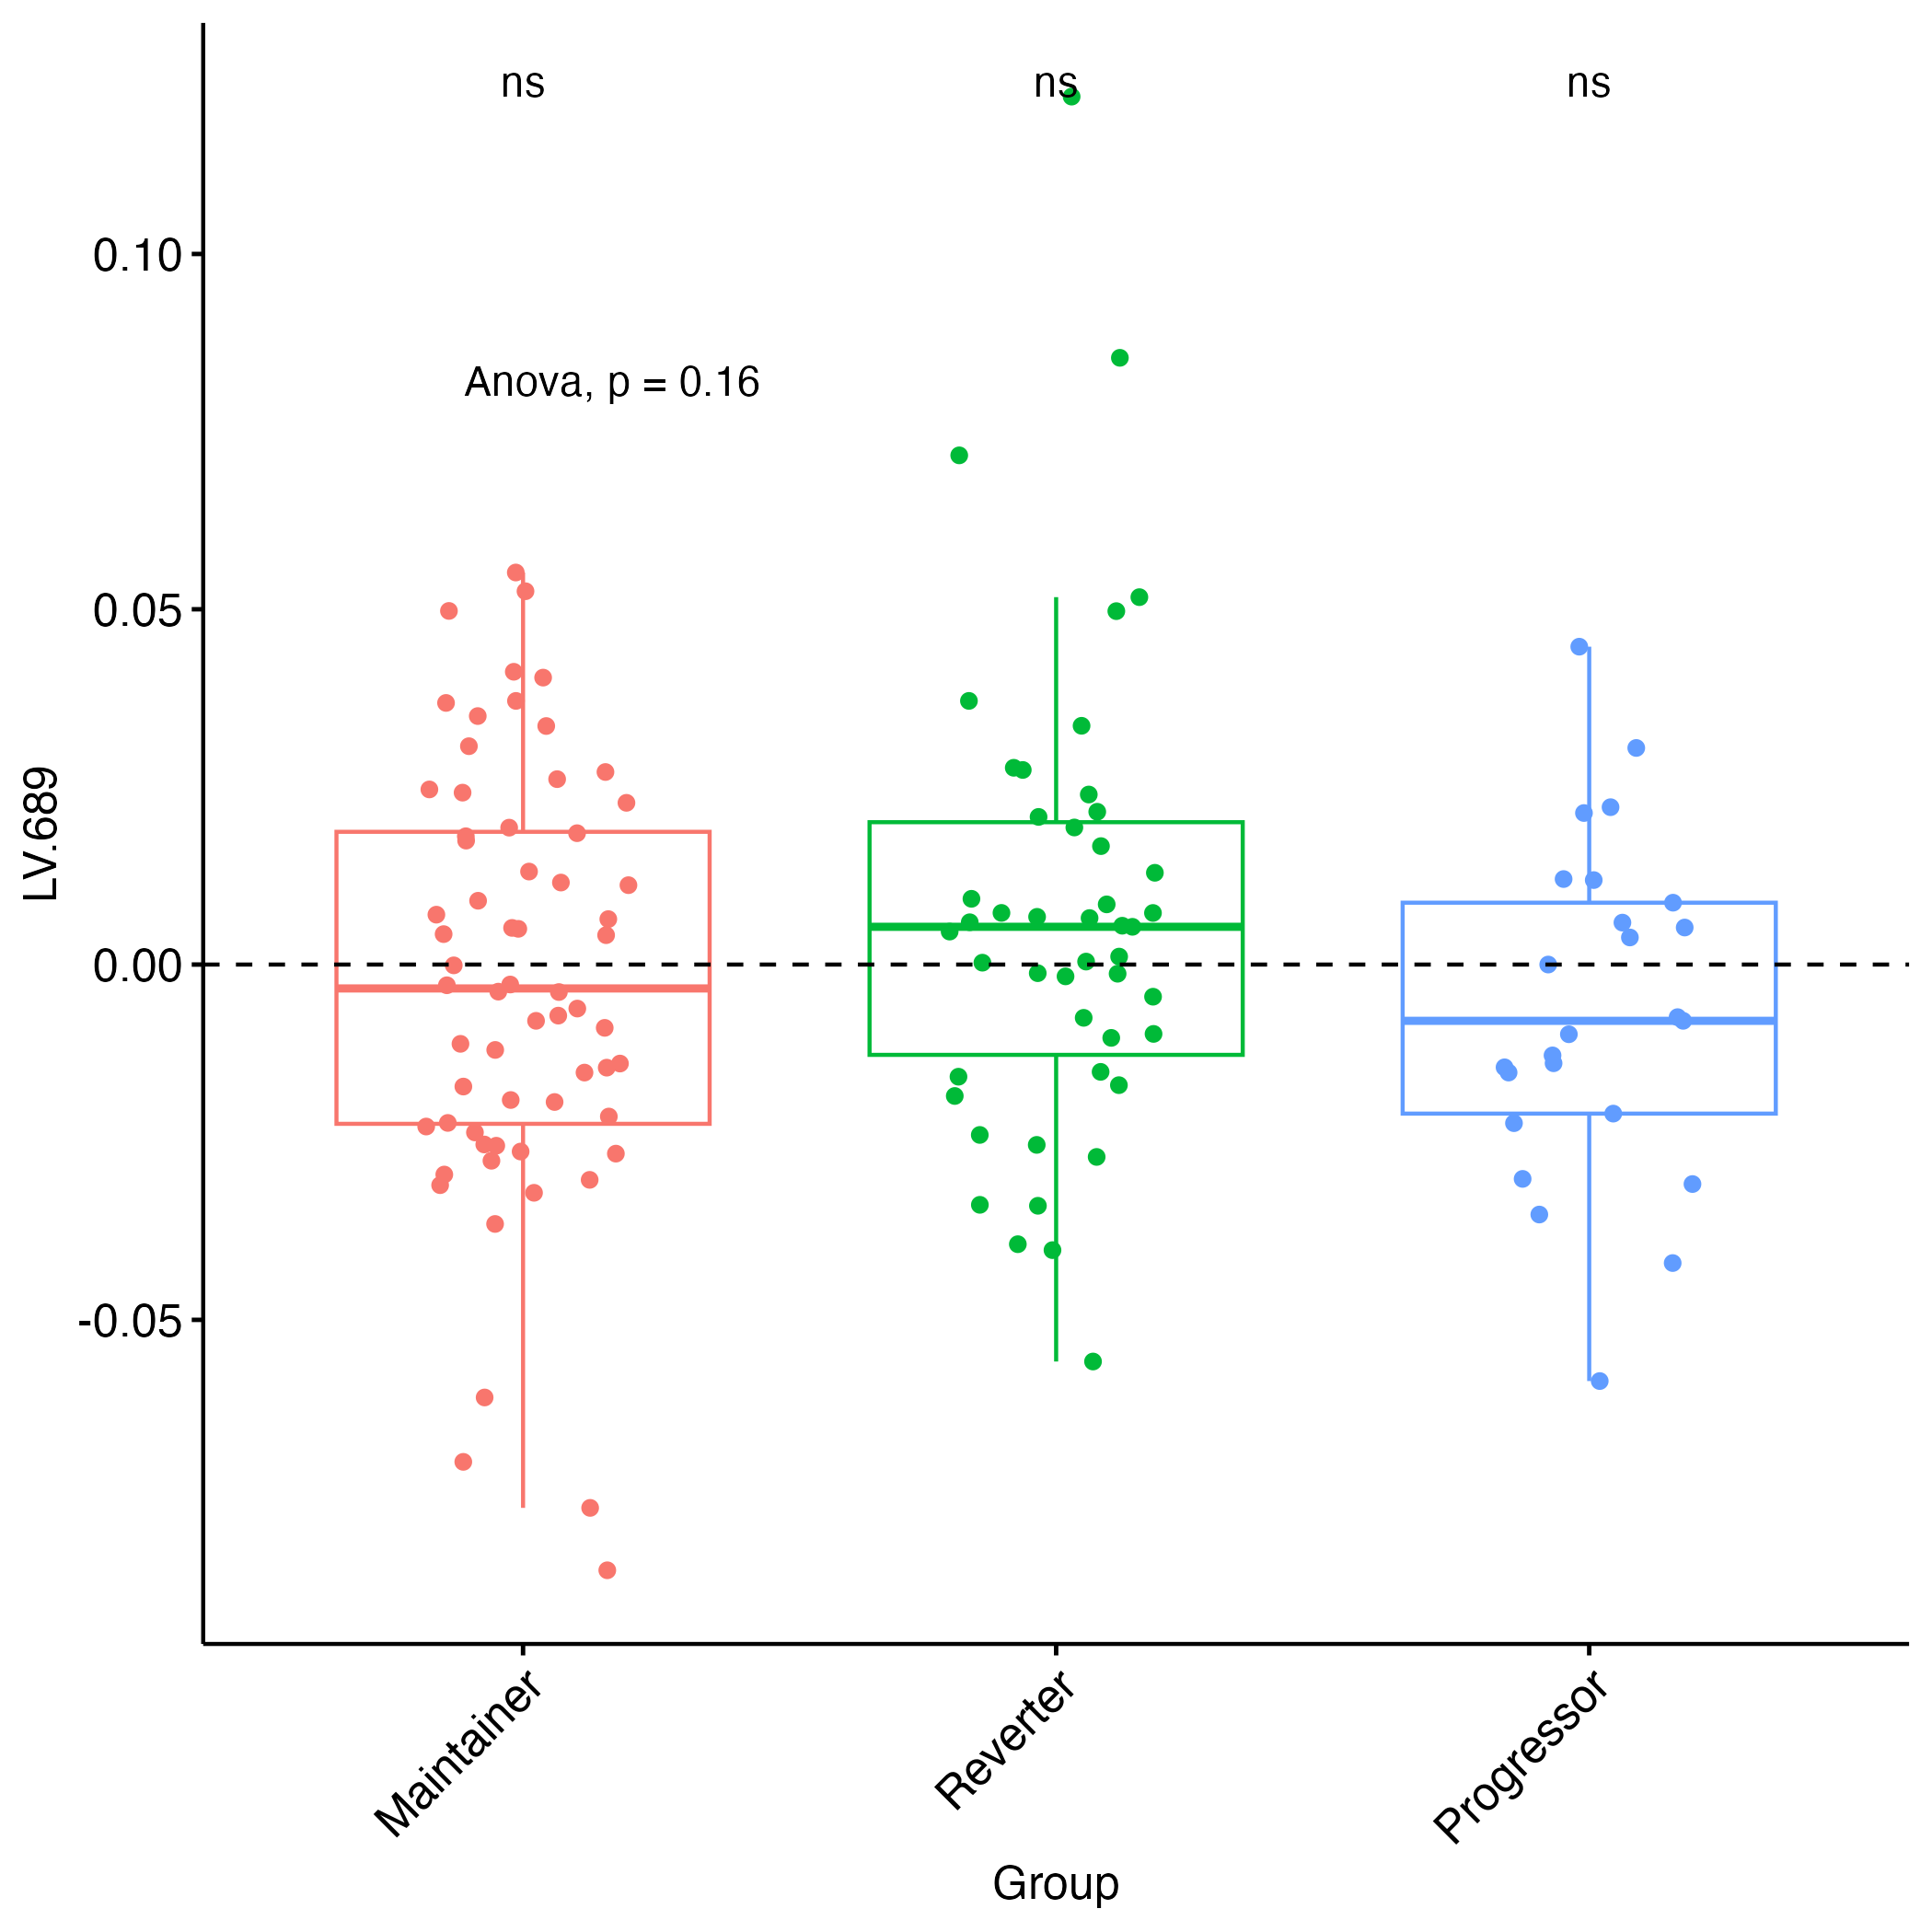 ns ns ns
0.10
Anova, p = 0.16
0.05
0.00
-0.05
LV.689
Maintainer Reverter Progressor
Group